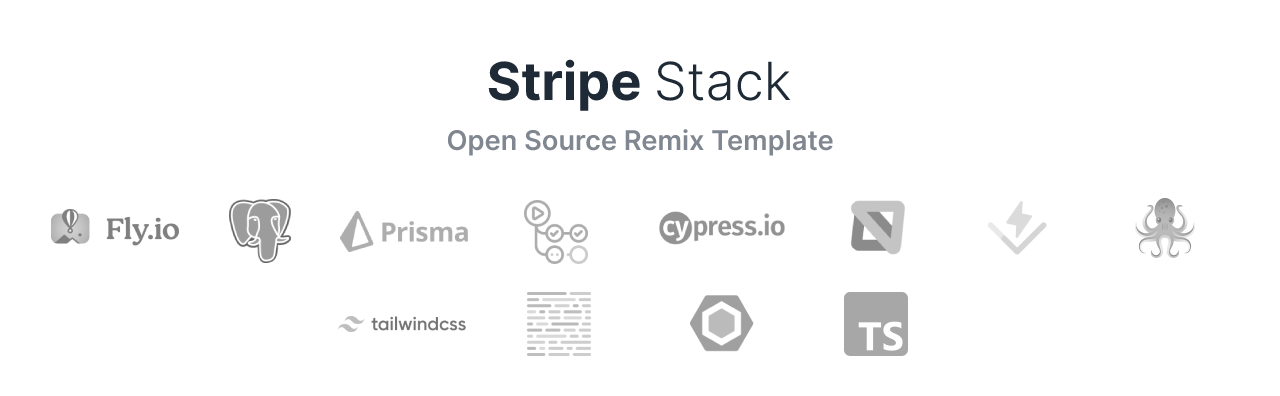 Stripe Stack
Open Source Remix Template
Fly.io
Prisma
cypress.io
tailwindcss
TS